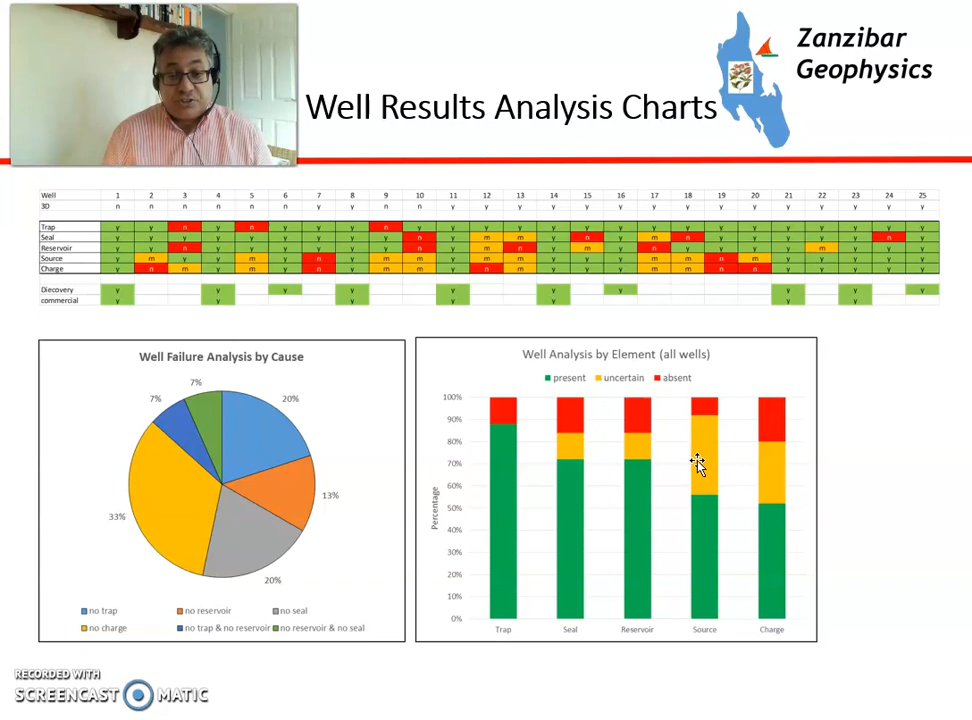 Zanzibar
Geophysics
Well Results Analysis Charts
Well 1 2 3 4 5 6 7 8 9 10 11 12 13 14 15 16 17 18 19 20 21 22 23 24 25
3D n n n n n n y y n n y y y y y y y y y y y y y y y
Trap y y n y n y y y n y y y y y y y y y y y y y y y y
Seal y y y y y y y y y n y m m y n y m n y y y y y n y
Reservoir y y n y y y y y y n y m n y m y n y y y y m y y y
Source y m y y m y n y m m y m m y y y m m n m y y y y y
Charge y n m y m y n y m m y n m y y y m m n n y y y y y
Diecovery y y y y y y y y y y
commercial y y y y y y y
Well Failure Analysis by Cause
7%
7%
20%
33%
13%
20%
no trap no reservoir no seal
no charge no trap & no reservoir no reservoir & no seal
Well Analysis by Element (all wells)
present uncertain absent
100%
90%
80%
70%
60%
50%
40%
30%
20%
10%
0%
Percentage
Trap Seal Reservoir Source Charge
RECORDED WITH
SCREENCAST MATIC